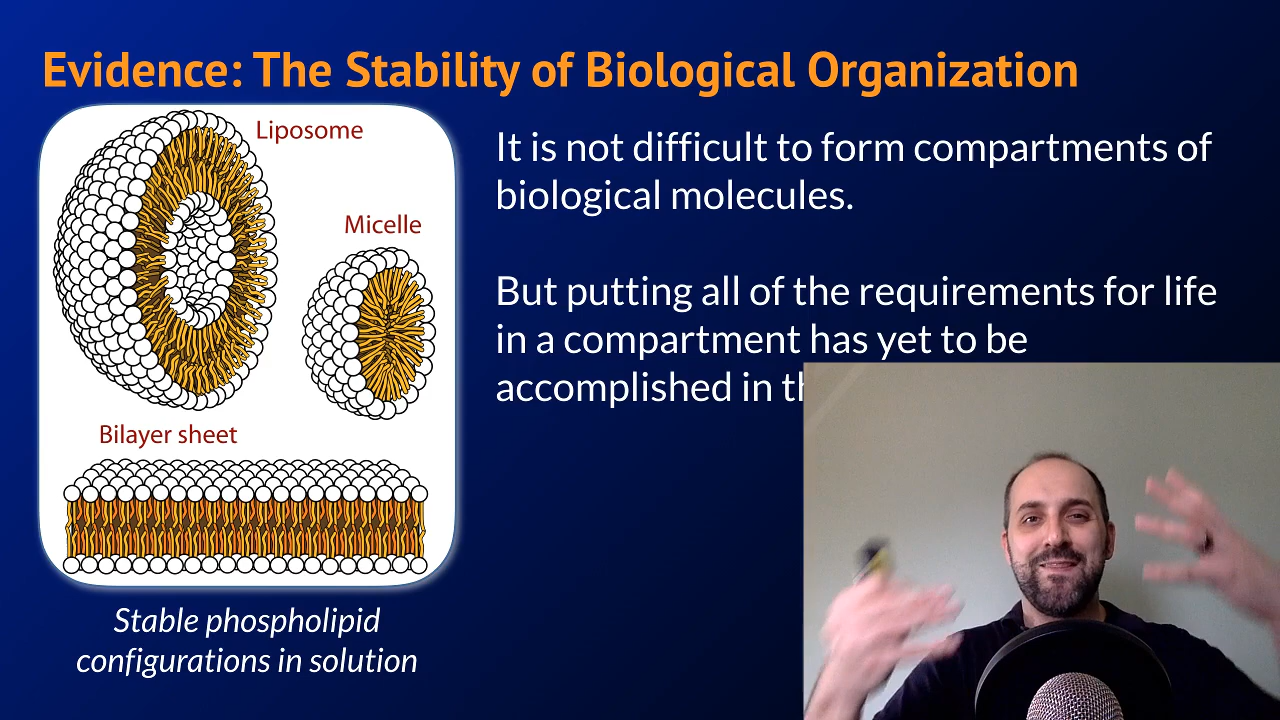 Evidence: The Stability of Biological Organization
Liposome
Micelle
Bilayer sheet
Stable phospholipid
configurations in solution
It is not difficult to form compartments of
biological molecules.
But putting all of the requirements for life
in a compartment has yet to be
accomplished in